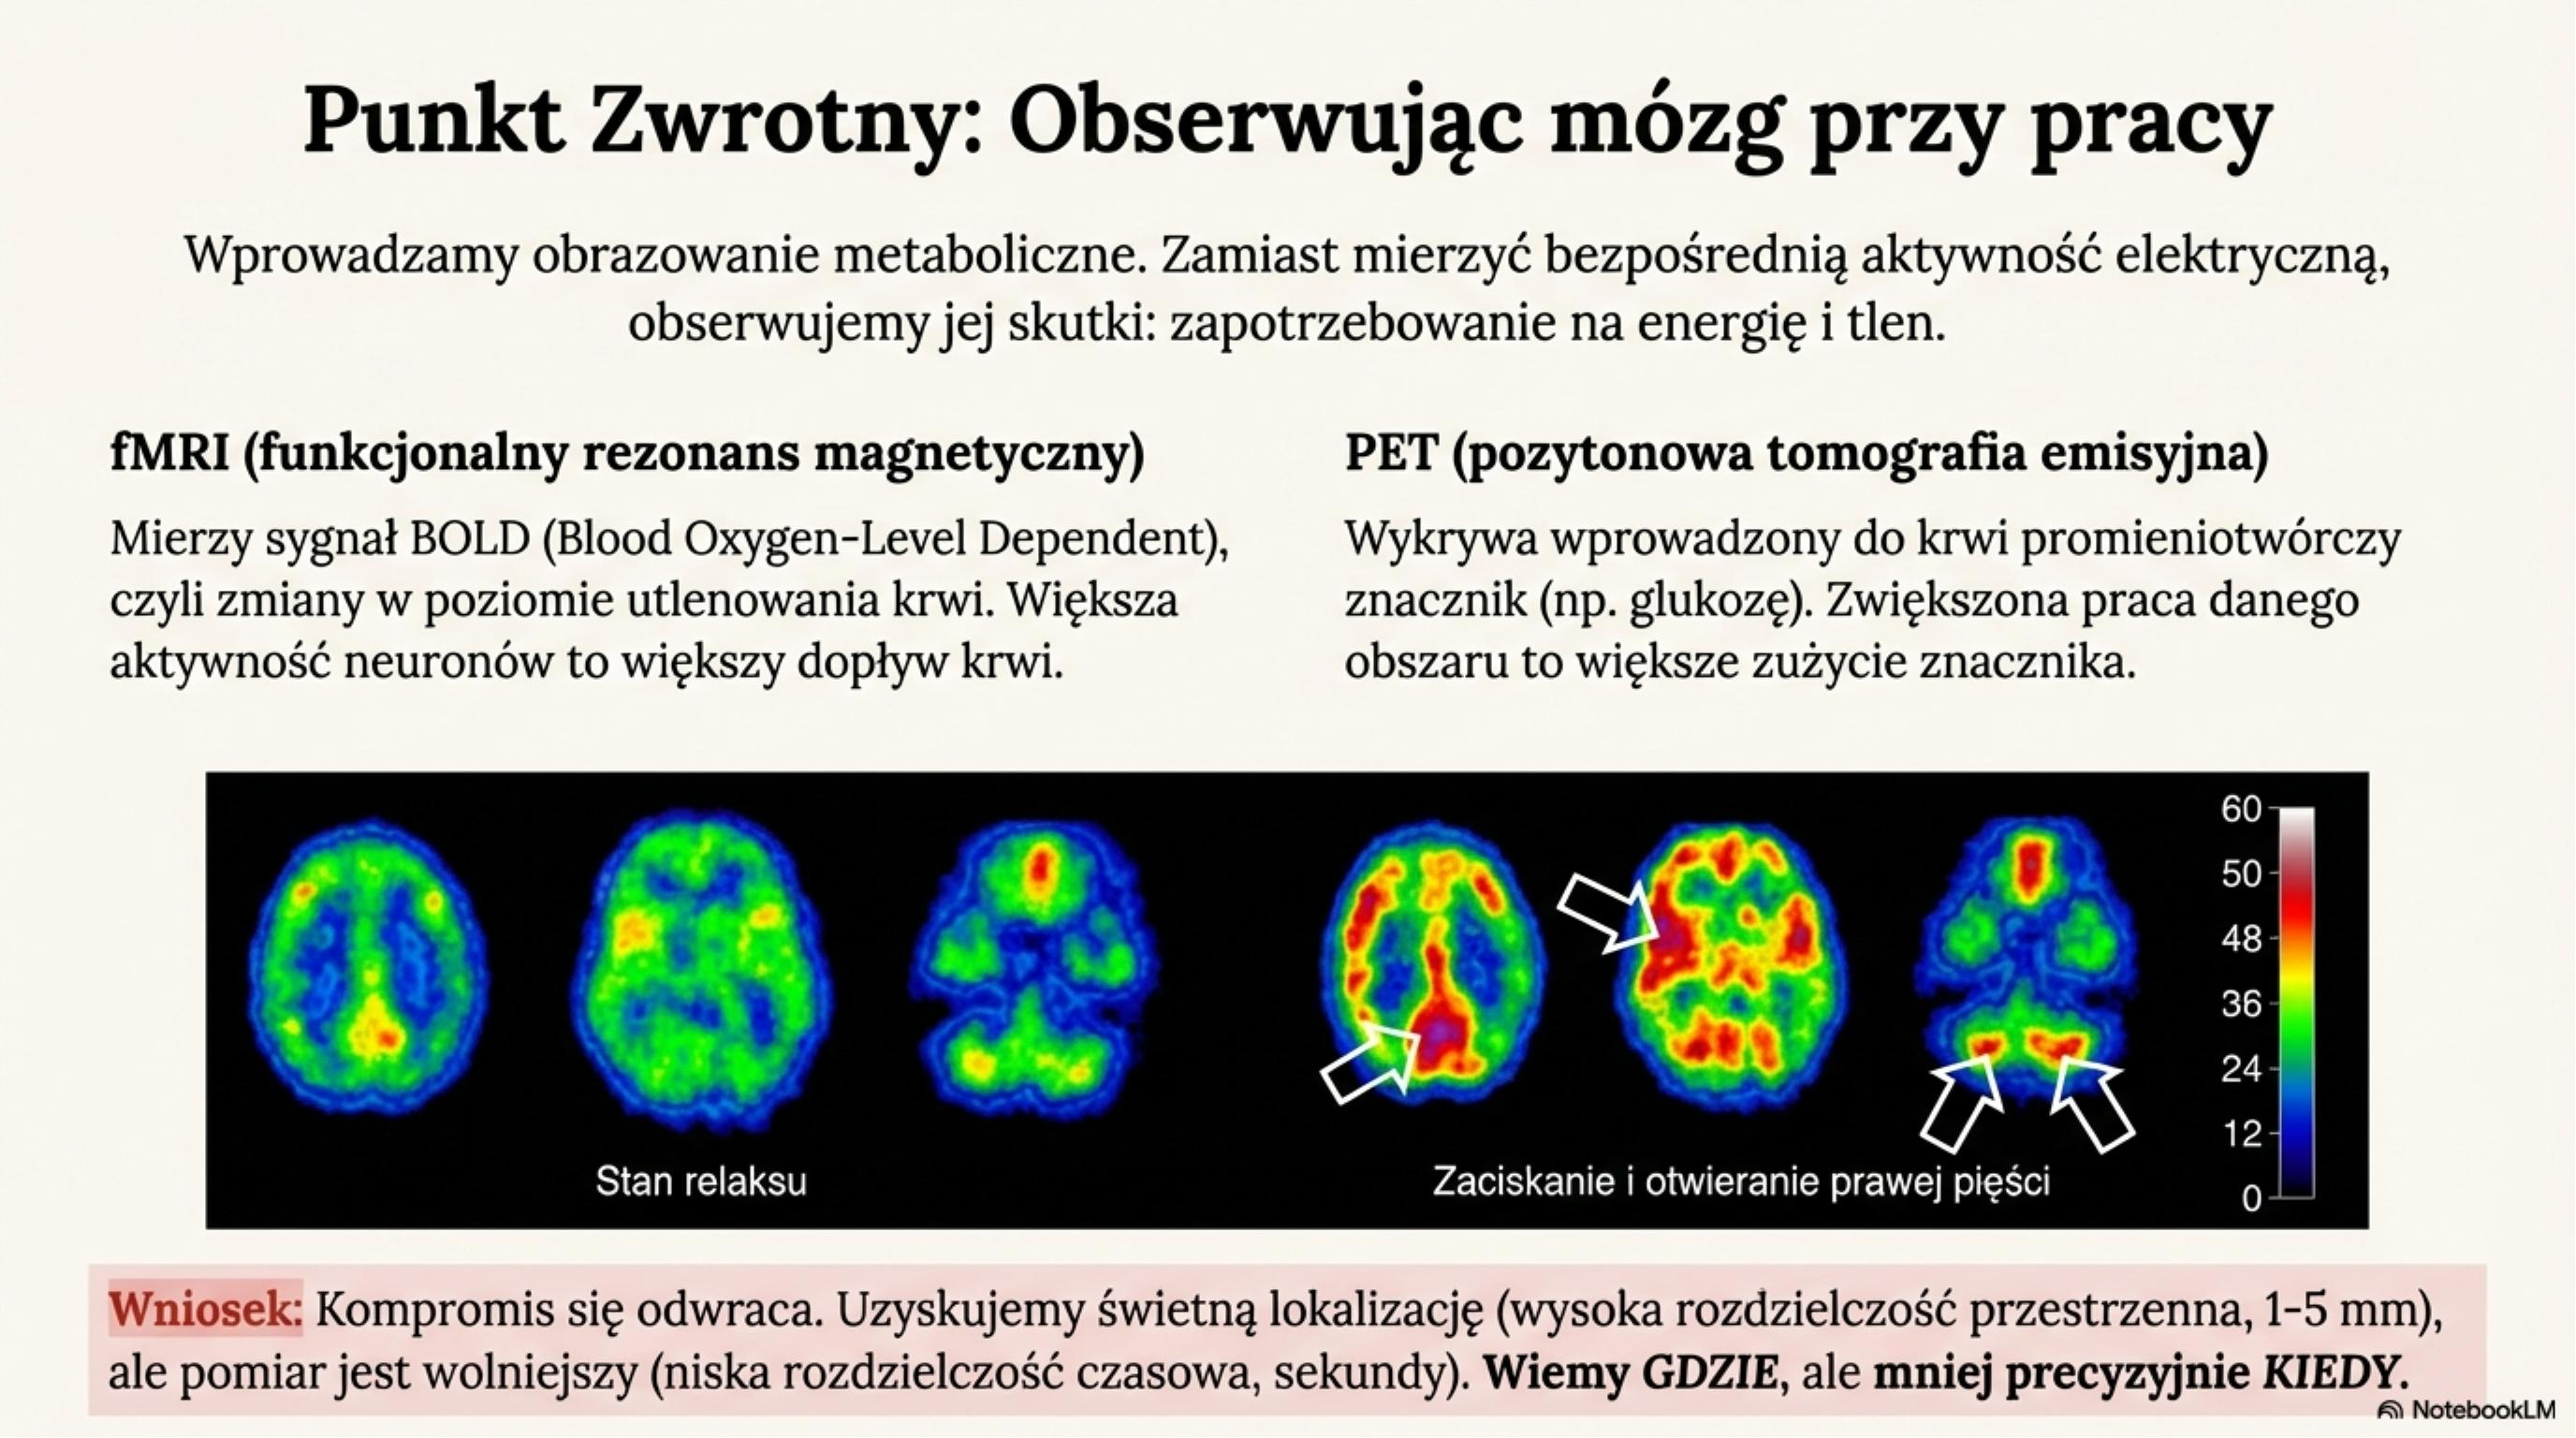 Punkt Zwrotny: Obserwując mózg przy pracy
Wprowadzamy obrazowanie metaboliczne. Zamiast mierzyć bezpośrednią aktywność elektryczną,
obserwujemy jej skutki: zapotrzebowanie na energię i tlen.
fMRI (funkcjonalny rezonans magnetyczny)
Mierzy sygnał BOLD (Blood Oxygen-Level Dependent),
czyli zmiany w poziomie utlenowania krwi. Większa
aktywność neuronów to większy dopływ krwi.
PET (pozytonowa tomografia emisyjna)
Wykrywa wprowadzony do krwi promieniotwórczy
znacznik (np. glukozę). Zwiększona praca danego
obszaru to większe zużycie znacznika.
Stan relaksu
Zaciskanie i otwieranie prawej pięści
60
50
48
36
24
12
0
Wniosek: Kompromis się odwraca. Uzyskujemy świetną lokalizację (wysoka rozdzielczość przestrzenna, 1-5 mm),
ale pomiar jest wolniejszy (niska rozdzielczość czasowa, sekundy). Wiemy GDZIE, ale mniej precyzyjnie KIEDY.
NotebookLM